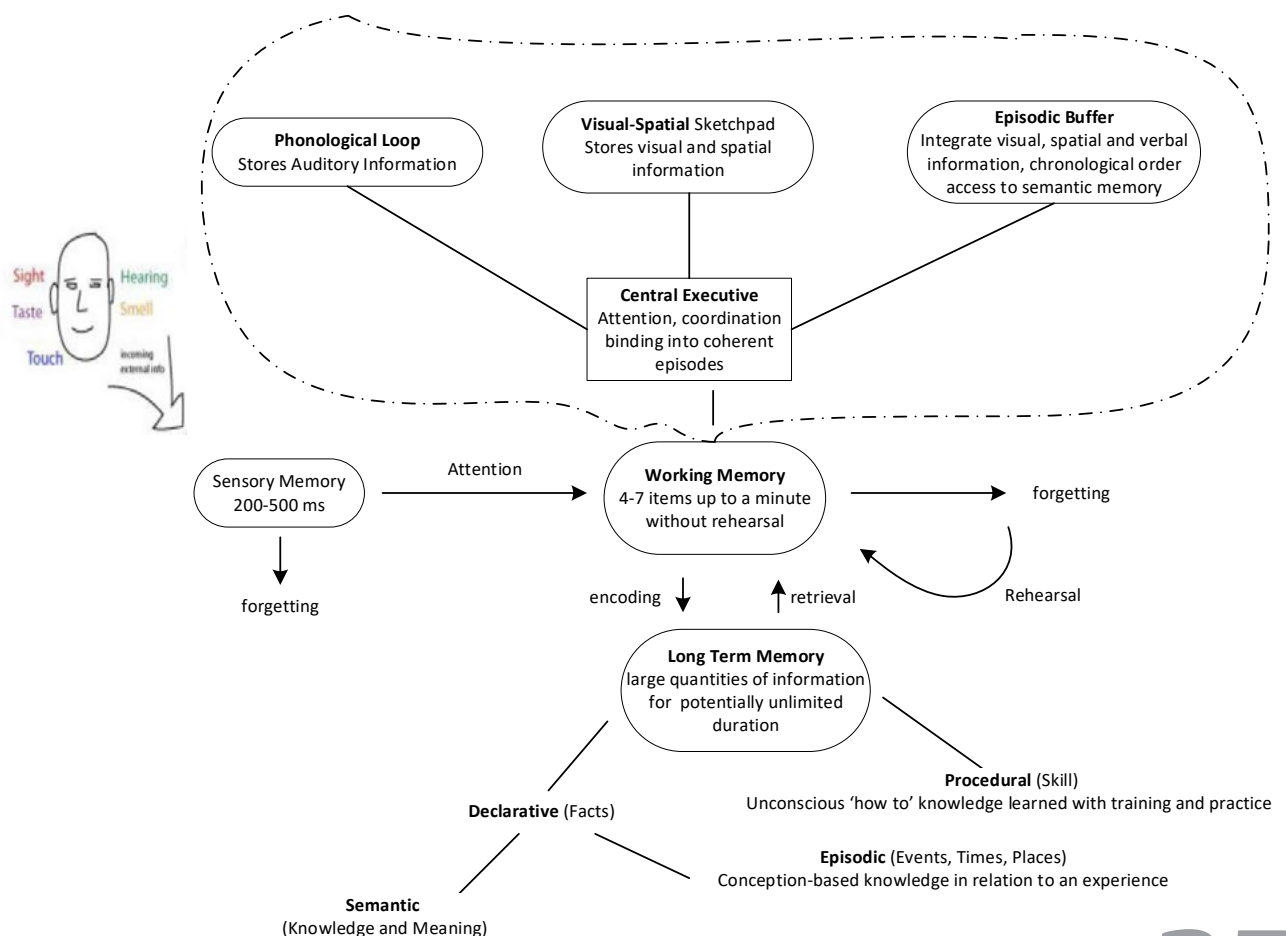 Phonological Loop
Stores Auditory Information
Visual-Spatial Sketchpad
Stores visual and spatial
information
Episodic Buffer
Integrate visual, spatial and verbal
information, chronological order
access to semantic memory
Sight
Hearing
Taste
Smell
Touch
incoming
external info
Central Executive
Attention, coordination
binding into coherent
episodes
Sensory Memory
200-500 ms
Attention
Working Memory
4-7 items up to a minute
without rehearsal
forgetting
forgetting
encoding
retrieval
Rehearsal
Long Term Memory
large quantities of information
for potentially unlimited
duration
Procedural (Skill)
Unconscious ‘how to’ knowledge learned with training and practice
Declarative (Facts)
Episodic (Events, Times, Places)
Conception-based knowledge in relation to an experience
Semantic
(Knowledge and Meaning)